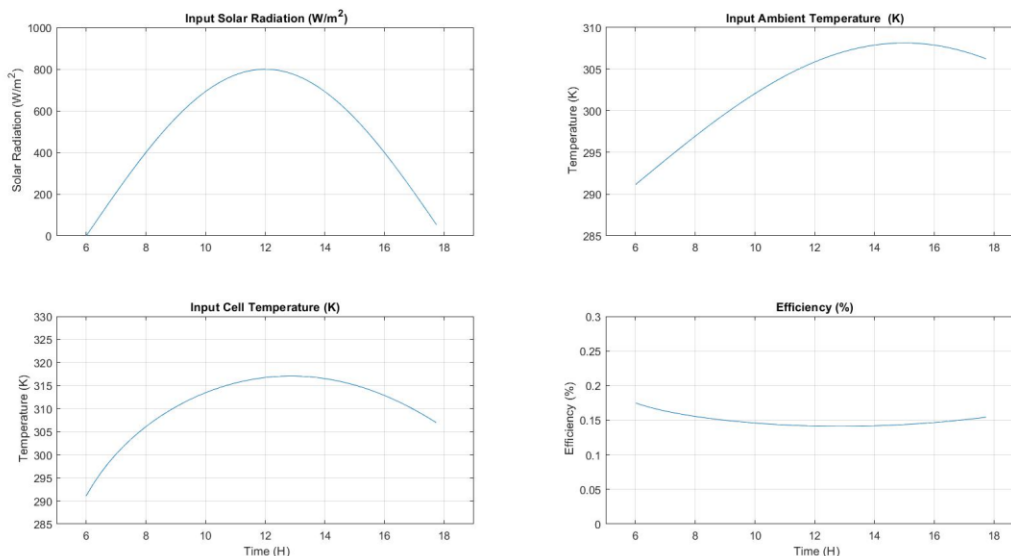 Input Solar Radiation (W/m²)
Solar Radiation (W/m²)
1000
800
600
400
200
0
6 8 10 12 14 16 18
Input Ambient Temperature (K)
Temperature (K)
310
305
300
295
290
285
6 8 10 12 14 16 18
Input Cell Temperature (K)
Temperature (K)
330
325
320
315
310
305
300
295
290
285
6 8 10 12 14 16 18
Time (H)
Efficiency (%)
Efficiency (%)
0.3
0.25
0.2
0.15
0.1
0.05
0
6 8 10 12 14 16 18
Time (H)